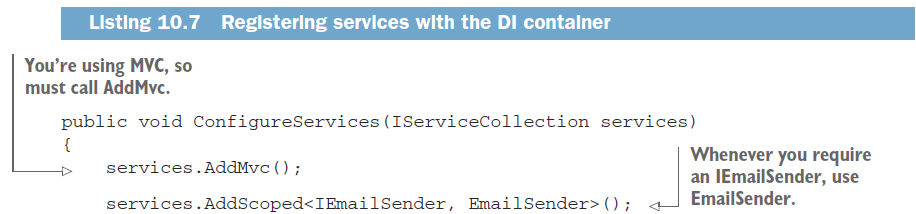 Listing 10.7 Registering services with the DI container
You're using MVC, so
must call AddMvc.
public void ConfigureServices(IServiceCollection services)
{
services.AddMvc();
services.AddScoped<IEmailSender, EmailSender>();
Whenever you require
an IEmailSender, use
EmailSender.